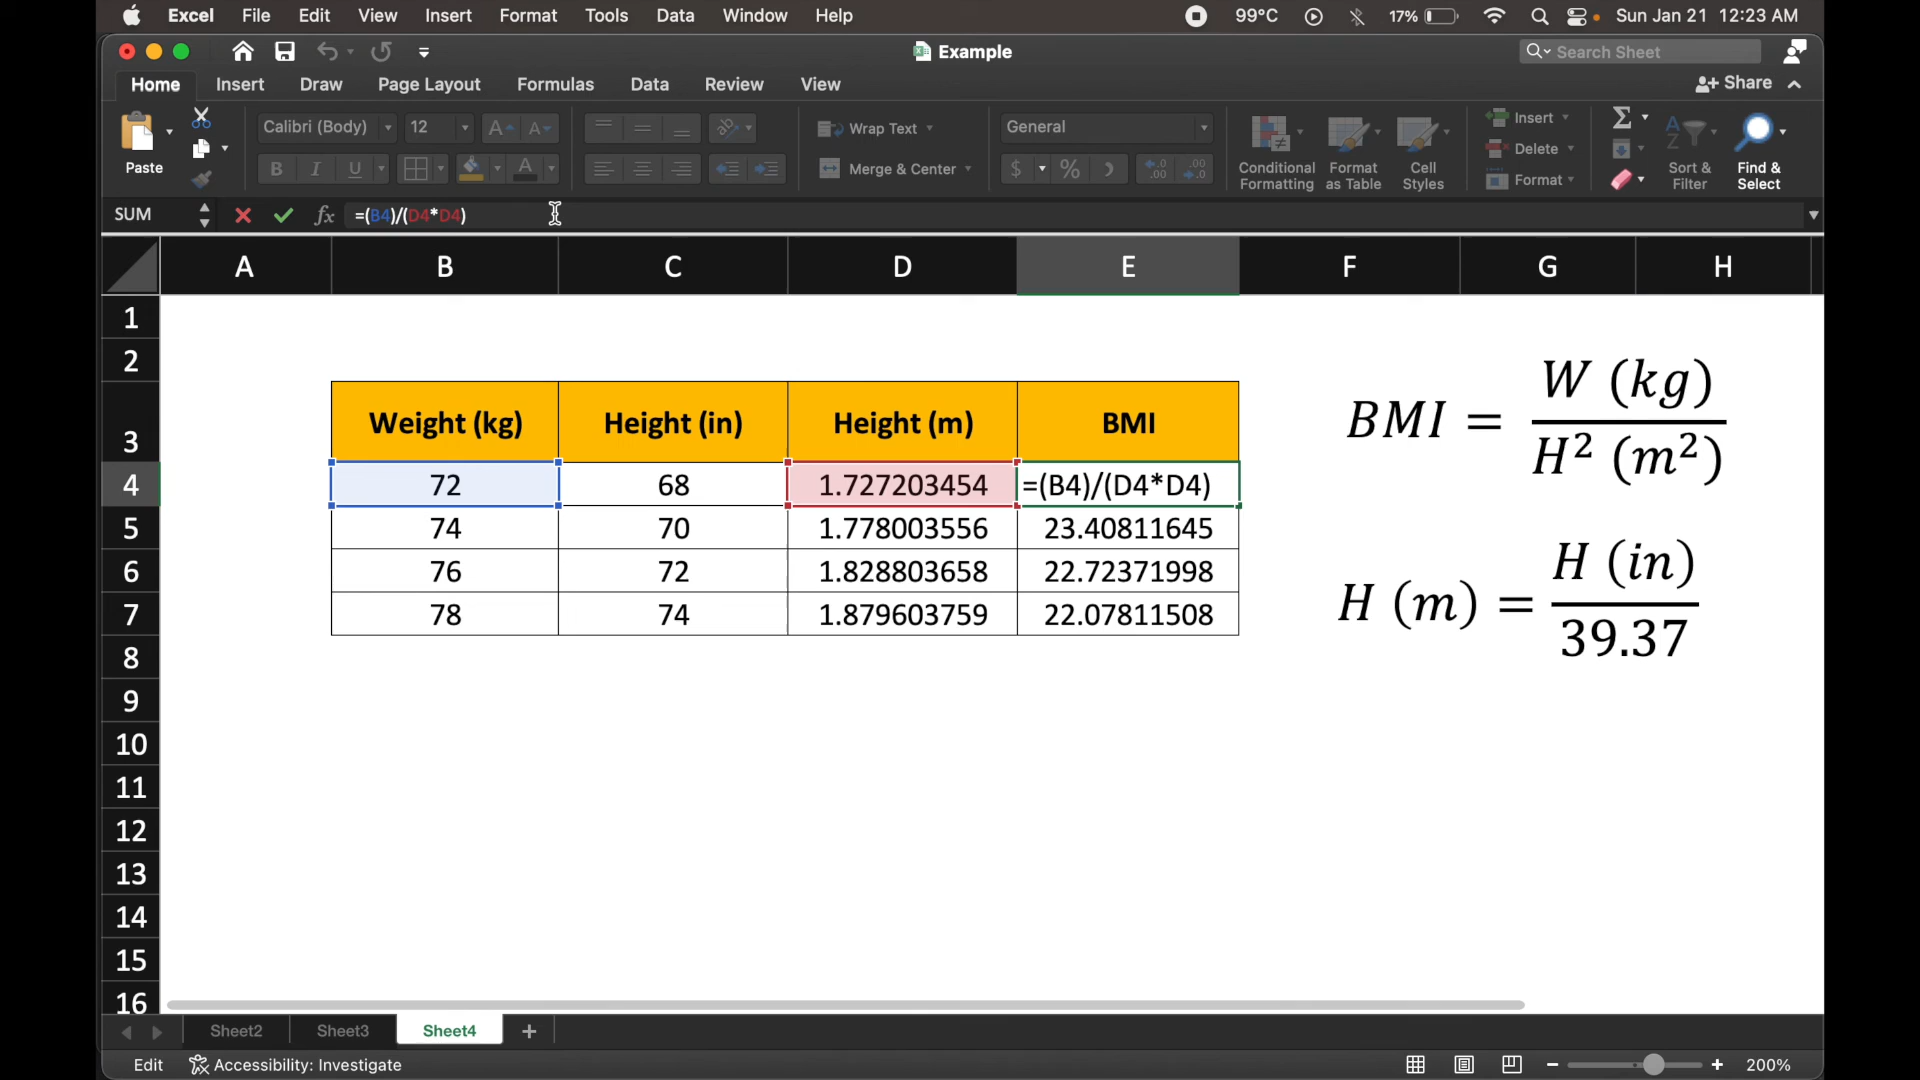 Excel File Edit View Insert Format Tools Data Window Help 99°C 17% Sun Jan 21 12:23 AM
Example Search Sheet
Home Insert Draw Page Layout Formulas Data Review View Share
Calibri (Body) 12 A A Wrap Text General Insert
Paste B I U A Merge & Center $ % Delete
Conditional Formatting Format as Table Cell Styles Format Sort & Filter Find & Select
SUM fx =(B4)/(D4*D4)
A B C D E F G H
1
2
3 Weight (kg) Height (in) Height (m) BMI
4 72 68 1.727203454 =(B4)/(D4*D4)
5 74 70 1.778003556 23.40811645
6 76 72 1.828803658 22.72371998
7 78 74 1.879603759 22.07811508
8
9
10
11
12
13
14
15
16
BMI = W (kg) / H² (m²)
H (m) = H (in) / 39.37
Sheet2 Sheet3 Sheet4 +
Edit Accessibility: Investigate 200%